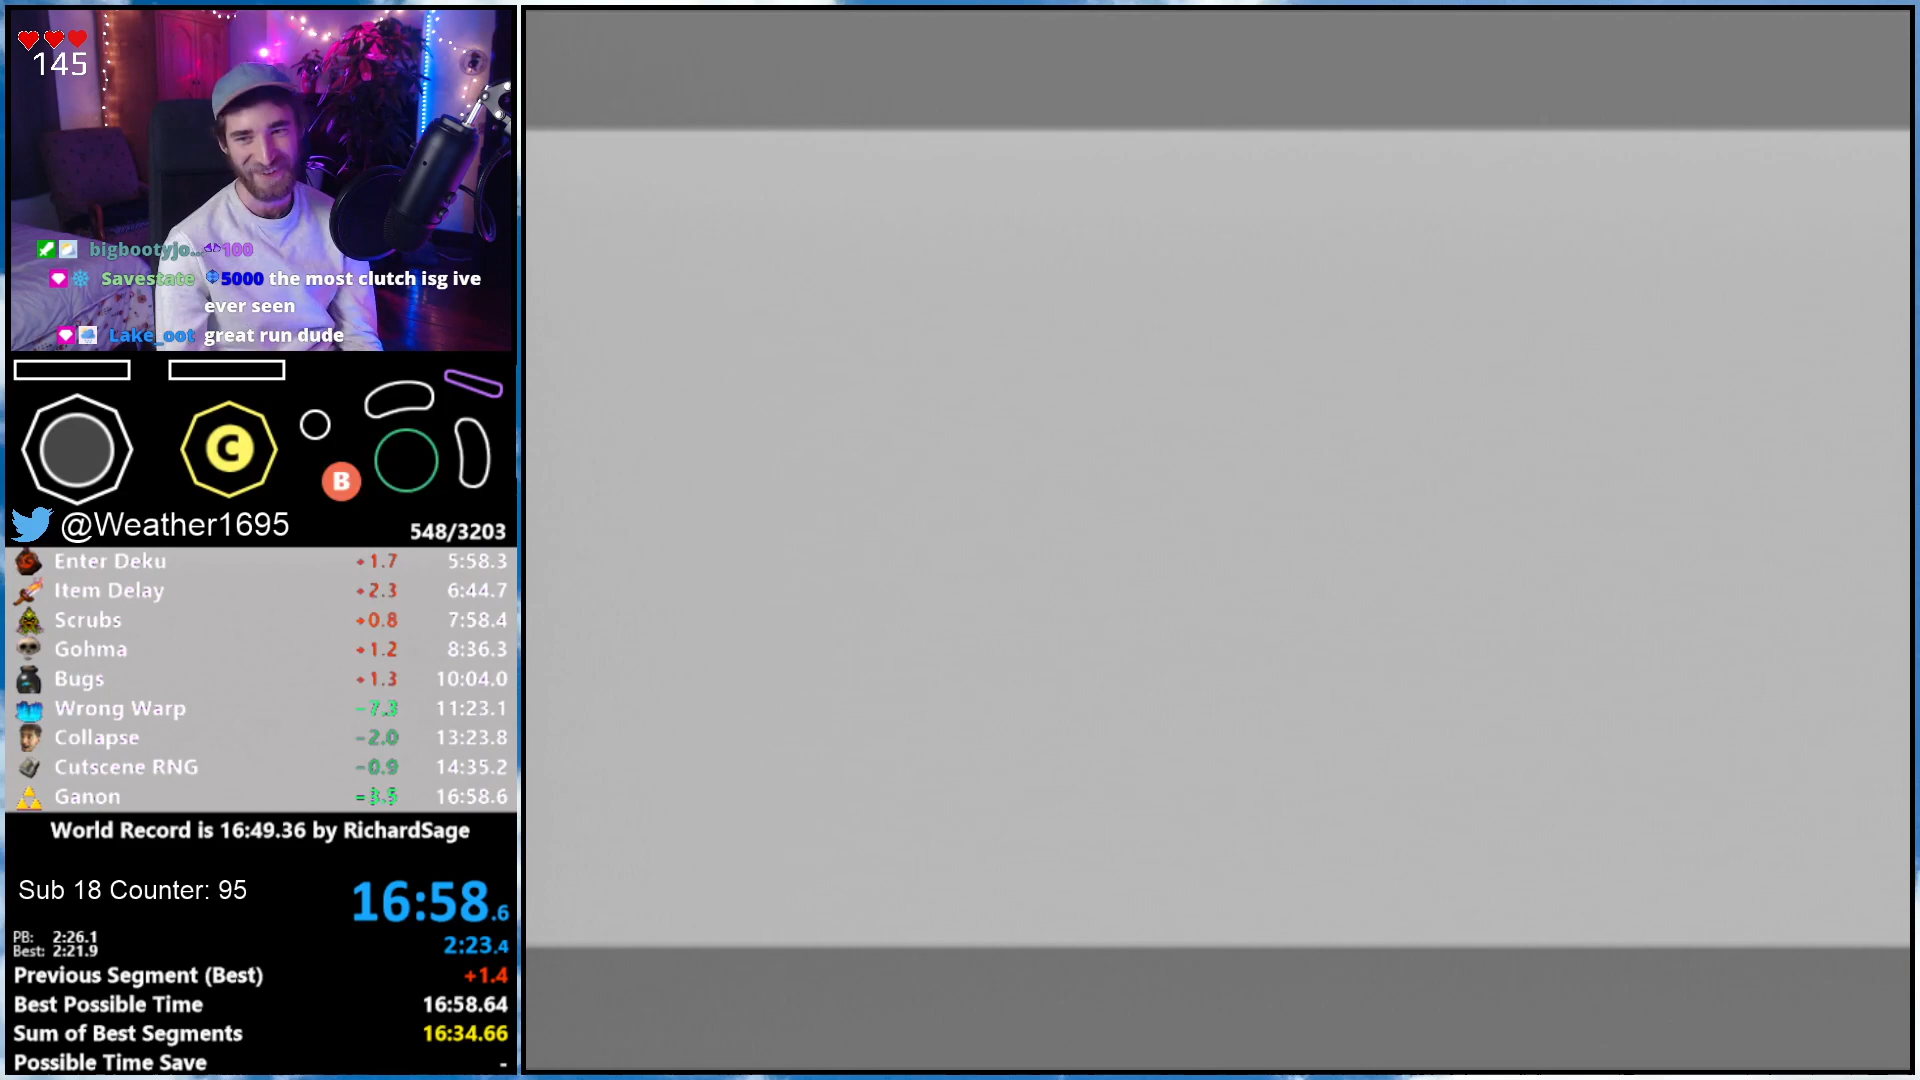 145
bigbootyjo... 100
Savestate 5000 the most clutch isg ive
ever seen
Lake_oot great run dude
C
B
@Weather1695
548/3203
Enter Deku +1.7 5:58.3
Item Delay +2.3 6:44.7
Scrubs +0.8 7:58.4
Gohma +1.2 8:36.3
Bugs +1.3 10:04.0
Wrong Warp -7.3 11:23.1
Collapse -2.0 13:23.8
Cutscene RNG -0.9 14:35.2
Ganon -3.5 16:58.6
World Record is 16:49.36 by RichardSage
Sub 18 Counter: 95
16:58.6
PB: 2:26.1
Best: 2:21.9
2:23.4
Previous Segment (Best) +1.4
Best Possible Time 16:58.64
Sum of Best Segments 16:34.66
Possible Time Save -